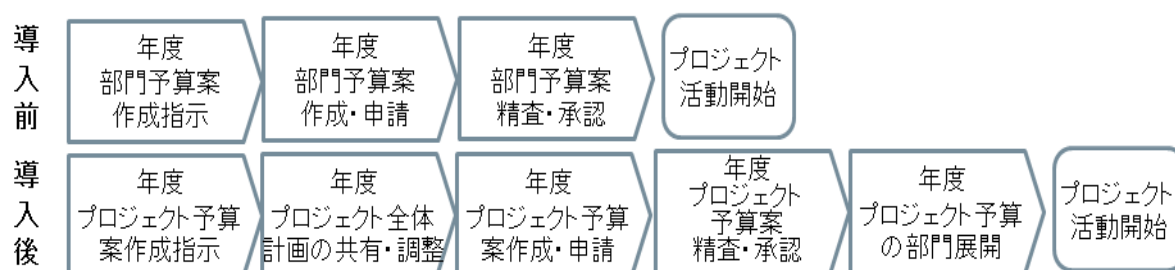 導入前
年度
部門予算案
作成指示
年度
部門予算案
作成・申請
年度
部門予算案
精査・承認
プロジェクト
活動開始
導入後
年度
プロジェクト予算
案作成指示
年度
プロジェクト全体
計画の共有・調整
年度
プロジェクト予算
案作成・申請
年度
プロジェクト
予算案
精査・承認
年度
プロジェクト予算
の部門展開
プロジェクト
活動開始